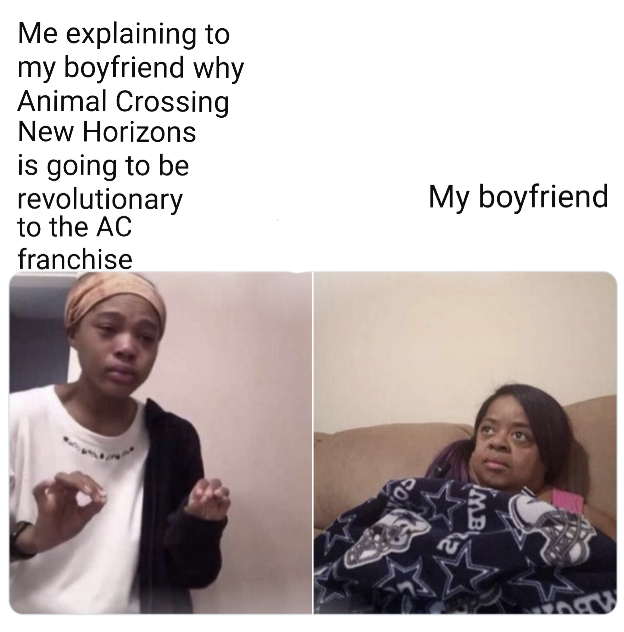 Me explaining to
my boyfriend why
Animal Crossing
New Horizons
is going to be
revolutionary
to the AC
franchise
My boyfriend